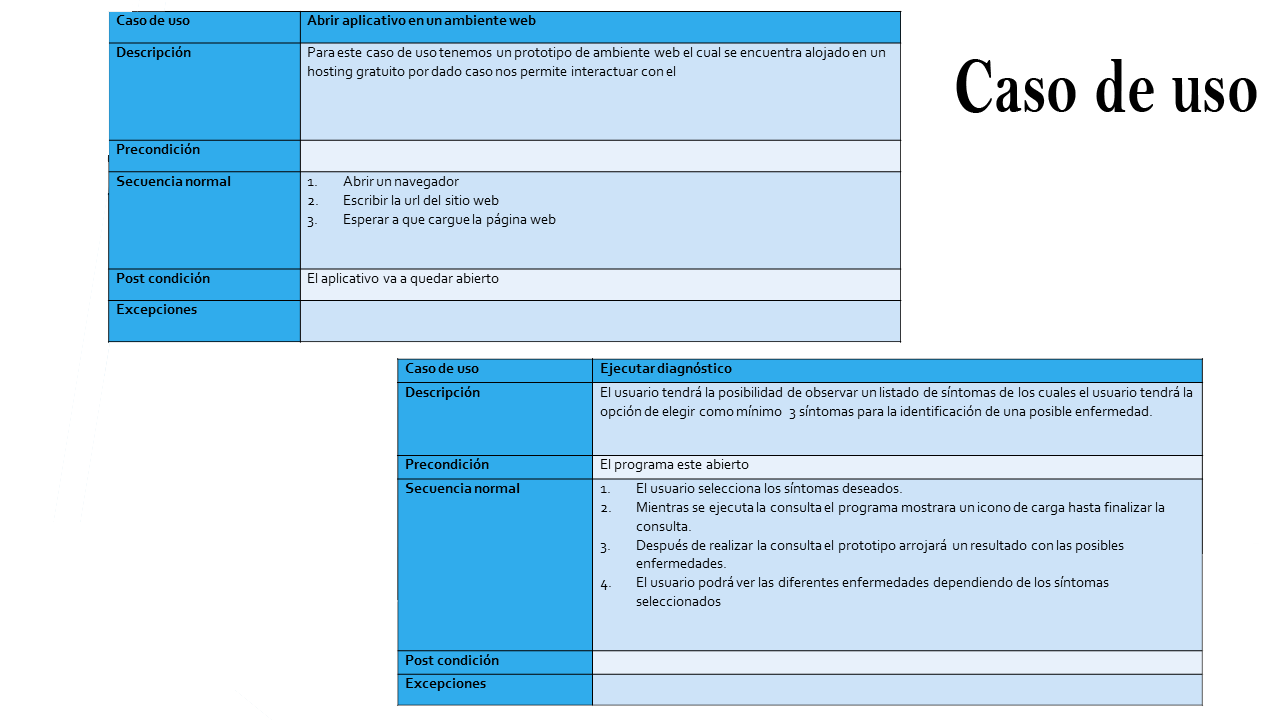 Caso de uso
Caso de uso Abrir aplicativo en un ambiente web
Descripción Para este caso de uso tenemos un prototipo de ambiente web el cual se encuentra alojado en un
hosting gratuito por dado caso nos permite interactuar con el
Precondición
Secuencia normal 1. Abrir un navegador
2. Escribir la url del sitio web
3. Esperar a que cargue la página web
Post condición El aplicativo va a quedar abierto
Excepciones
Caso de uso Ejecutar diagnóstico
Descripción El usuario tendrá la posibilidad de observar un listado de síntomas de los cuales el usuario tendrá la
opción de elegir como mínimo 3 síntomas para la identificación de una posible enfermedad.
Precondición El programa este abierto
Secuencia normal 1. El usuario selecciona los síntomas deseados.
2. Mientras se ejecuta la consulta el programa mostrara un icono de carga hasta finalizar la
consulta.
3. Después de realizar la consulta el prototipo arrojará un resultado con las posibles
enfermedades.
4. El usuario podrá ver las diferentes enfermedades dependiendo de los síntomas
seleccionados
Post condición
Excepciones